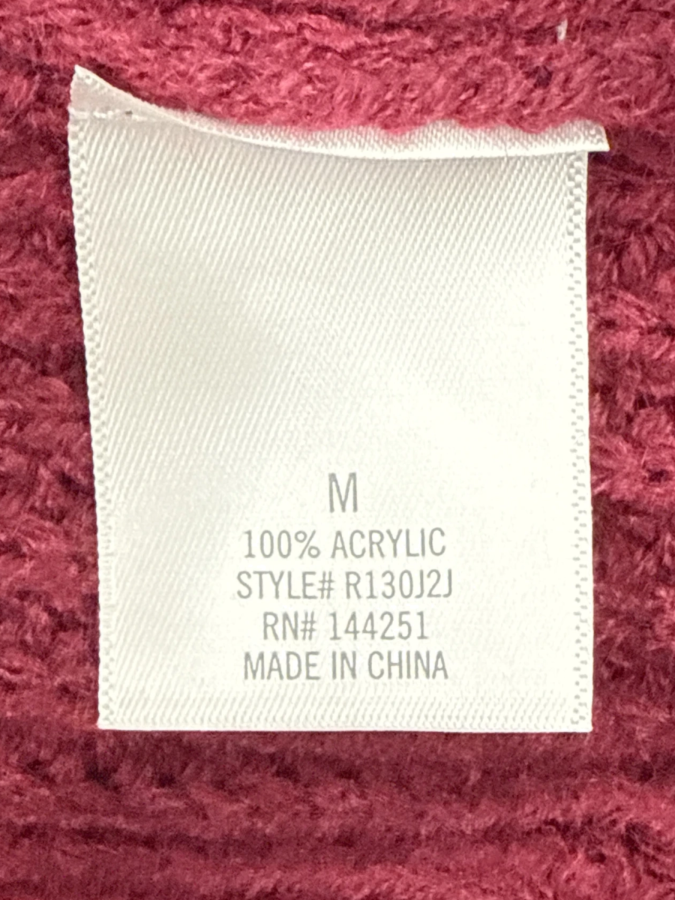 M
100% ACRYLIC
STYLE# R130J2J
RN# 144251
MADE IN CHINA